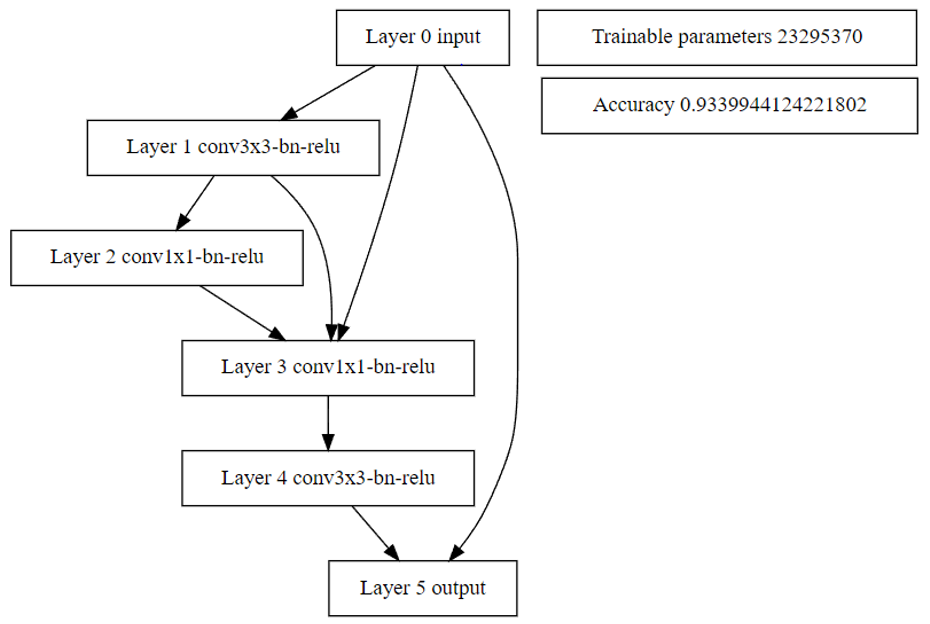 Layer 0 input
Trainable parameters 23295370
Accuracy 0.9339944124221802
Layer 1 conv3x3-bn-relu
Layer 2 conv1x1-bn-relu
Layer 3 conv1x1-bn-relu
Layer 4 conv3x3-bn-relu
Layer 5 output